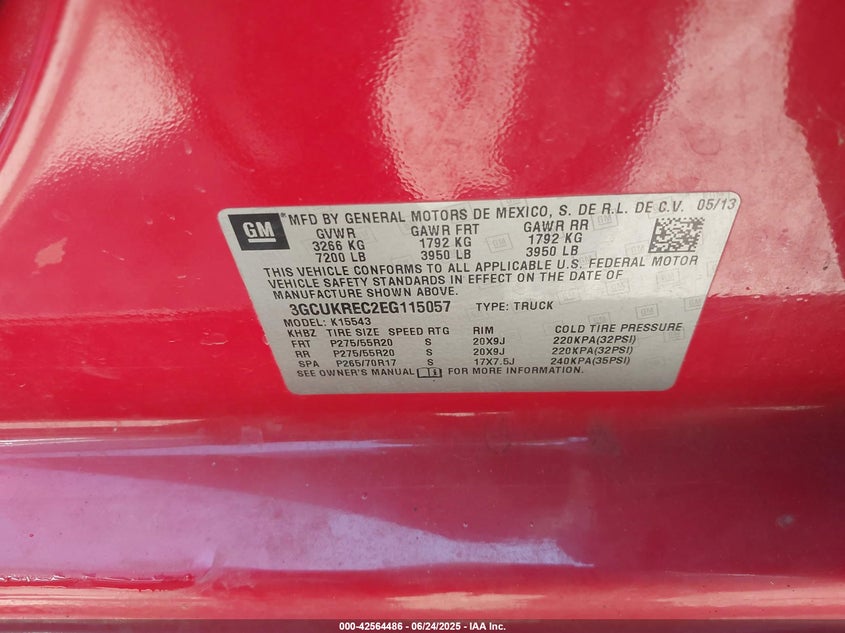 GM ® MFD BY GENERAL MOTORS DE MEXICO, S. DE R.L. DE C.V. 05/13
GVWR GAWR FRT GAWR RR
3266 KG 1792 KG 1792 KG
7200 LB 3950 LB 3950 LB
THIS VEHICLE CONFORMS TO ALL APPLICABLE U.S. FEDERAL MOTOR
VEHICLE SAFETY STANDARDS IN EFFECT ON THE DATE OF
MANUFACTURE SHOWN ABOVE.
3GCUKREC2EG115057 TYPE: TRUCK
MODEL: K15543
KHBZ TIRE SIZE SPEED RTG RIM COLD TIRE PRESSURE
FRT P275/55R20 S 20X9J 220KPA(32PSI)
RR P275/55R20 S 20X9J 220KPA(32PSI)
SPA P265/70R17 S 17X7.5J 240KPA(35PSI)
SEE OWNER'S MANUAL FOR MORE INFORMATION.
000-42564486 - 06/24/2025 - IAA Inc.